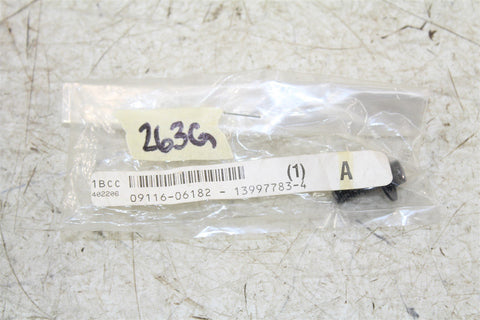 263G
1BCC (1) A
402206 09116-06182 - 13997783-4